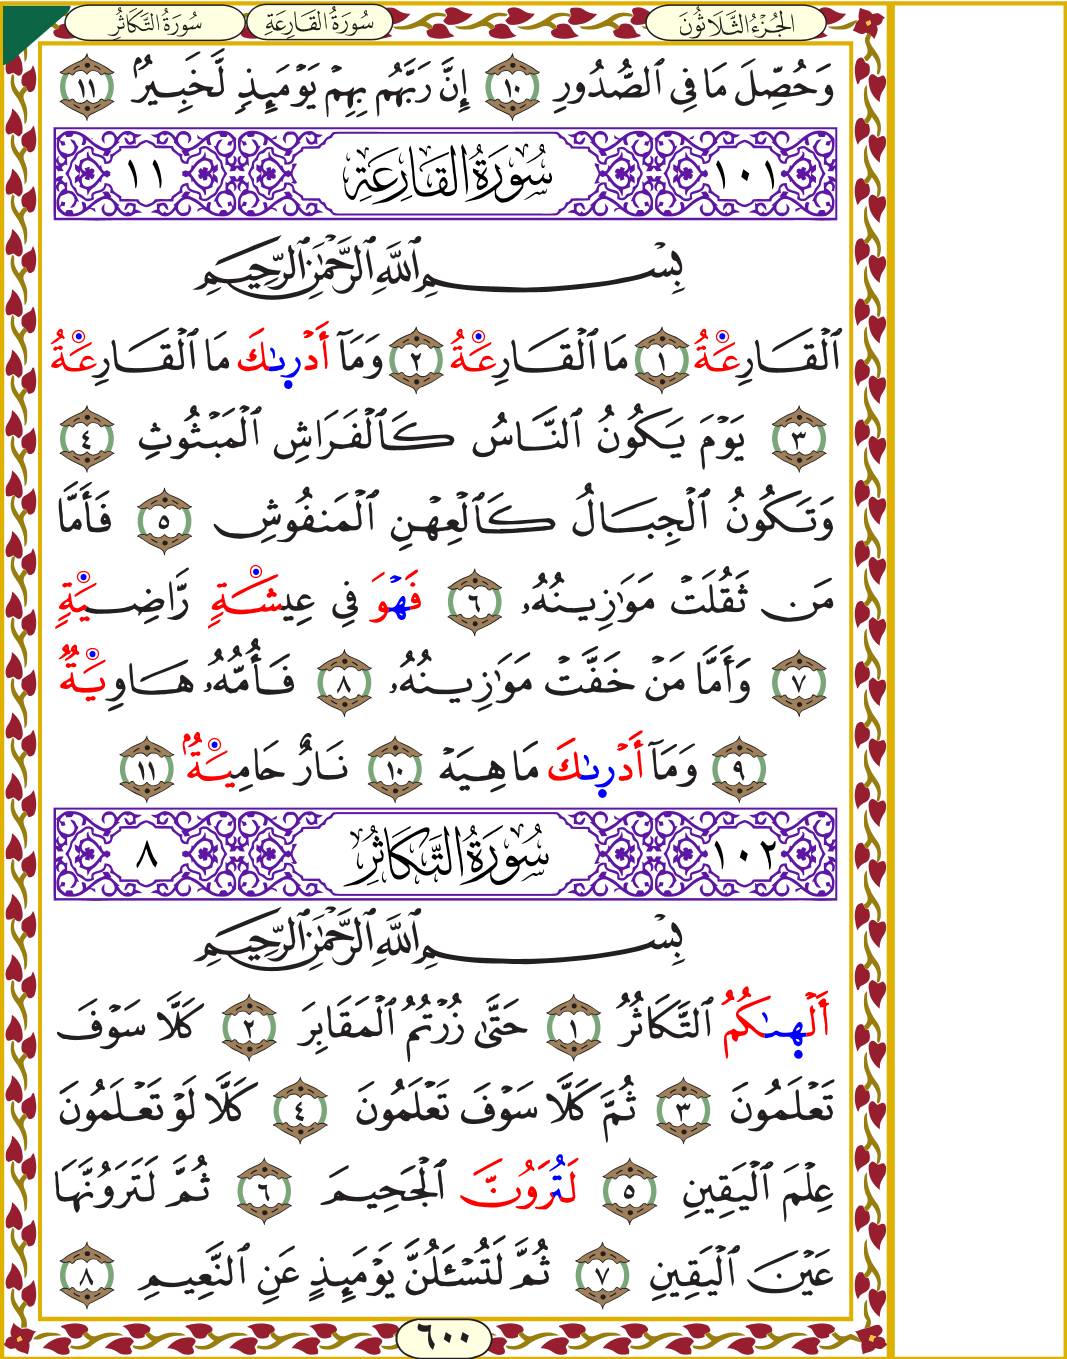 الجُزْءُ الثَّلَاثُونَ سُورَةُ القَارِعَةِ سُورَةُ التَّكَاثُرِ
وَحُصِّلَ مَا فِي ٱلصُّدُورِ ١٠ إِنَّ رَبَّهُم بِهِمْ يَوْمَئِذٖ لَّخَبِيرُۢ ١١
١٠١ سُورَةُ القَارِعَةِ ١١
بِسْمِ ٱللَّهِ ٱلرَّحْمَٰنِ ٱلرَّحِيمِ
ٱلْقَارِعَةُ ١ مَا ٱلْقَارِعَةُ ٢ وَمَآ أَدْرىٰكَ مَا ٱلْقَارِعَةُ
٣ يَوْمَ يَكُونُ ٱلنَّاسُ كَٱلْفَرَاشِ ٱلْمَبْثُوثِ ٤
وَتَكُونُ ٱلْجِبَالُ كَٱلْعِهْنِ ٱلْمَنفُوشِ ٥ فَأَمَّا
مَن ثَقُلَتْ مَوَٰزِينُهُۥ ٦ فَهْوَ فِي عِيشَةٖ رَّاضِيَةٖ
٧ وَأَمَّا مَنْ خَفَّتْ مَوَٰزِينُهُۥ ٨ فَأُمُّهُۥ هَاوِيَةٞ
٩ وَمَآ أَدْرىٰكَ مَا هِيَهْ ١٠ نَارٌ حَامِيَةُۢ ١١
١٠٢ سُورَةُ التَّكَاثُرِ ٨
بِسْمِ ٱللَّهِ ٱلرَّحْمَٰنِ ٱلرَّحِيمِ
أَلْهىٰكُمُ ٱلتَّكَاثُرُ ١ حَتَّىٰ زُرْتُمُ ٱلْمَقَابِرَ ٢ كَلَّا سَوْفَ
تَعْلَمُونَ ٣ ثُمَّ كَلَّا سَوْفَ تَعْلَمُونَ ٤ كَلَّا لَوْ تَعْلَمُونَ
عِلْمَ ٱلْيَقِينِ ٥ لَتُرَوُنَّ ٱلْجَحِيمَ ٦ ثُمَّ لَتَرَوُنَّهَا
عَيْنَ ٱلْيَقِينِ ٧ ثُمَّ لَتُسْـَٔلُنَّ يَوْمَئِذٍ عَنِ ٱلنَّعِيمِ ٨
٦٠٠